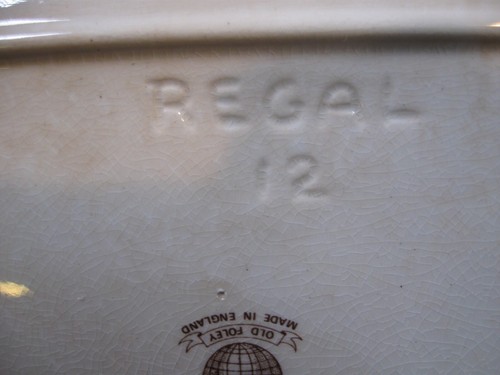 REGAL
12
MADE IN ENGLAND
OLD FOLEY